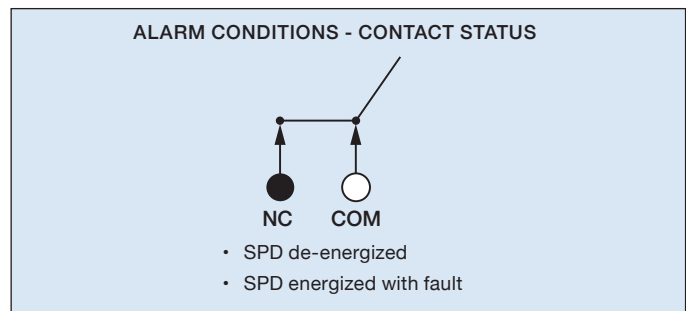 ALARM CONDITIONS - CONTACT STATUS
NC COM
• SPD de-energized
• SPD energized with fault